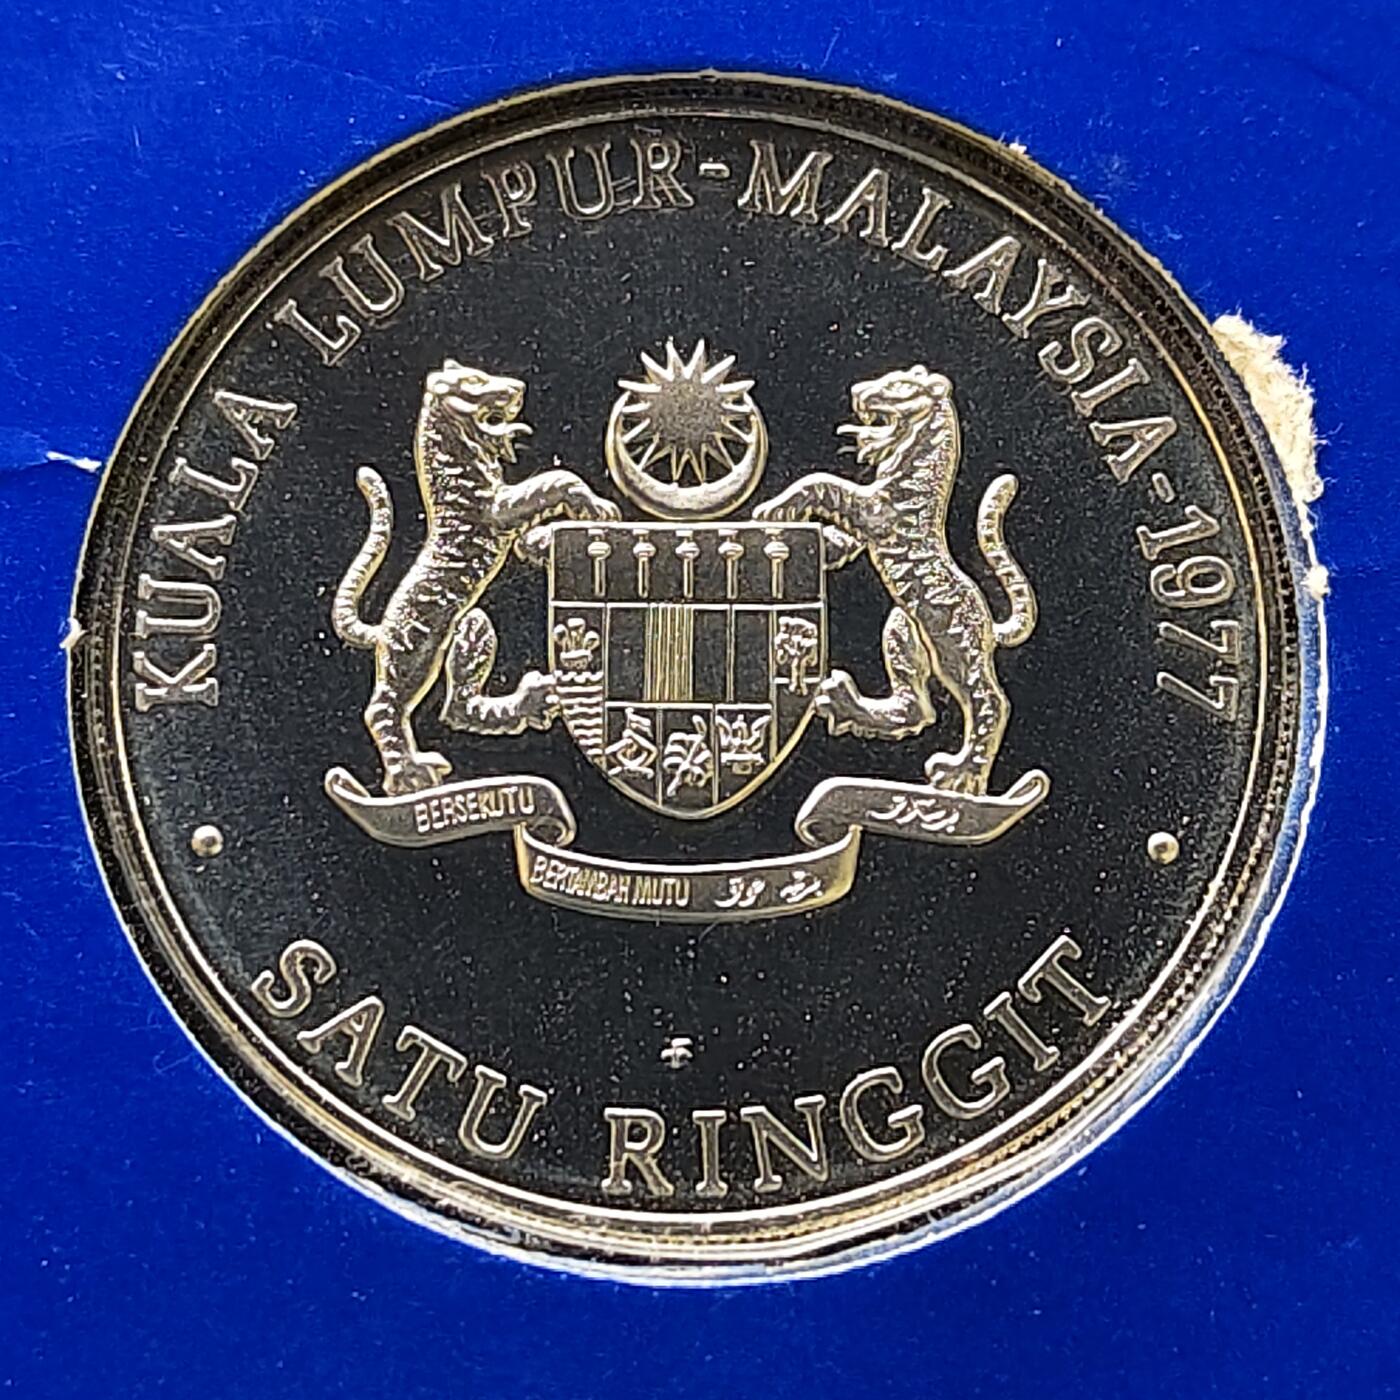 KUALA LUMPUR-MALAYSIA-1977
BERSEKUTU
BERTAMBAH MUTU
SATU RINGGIT